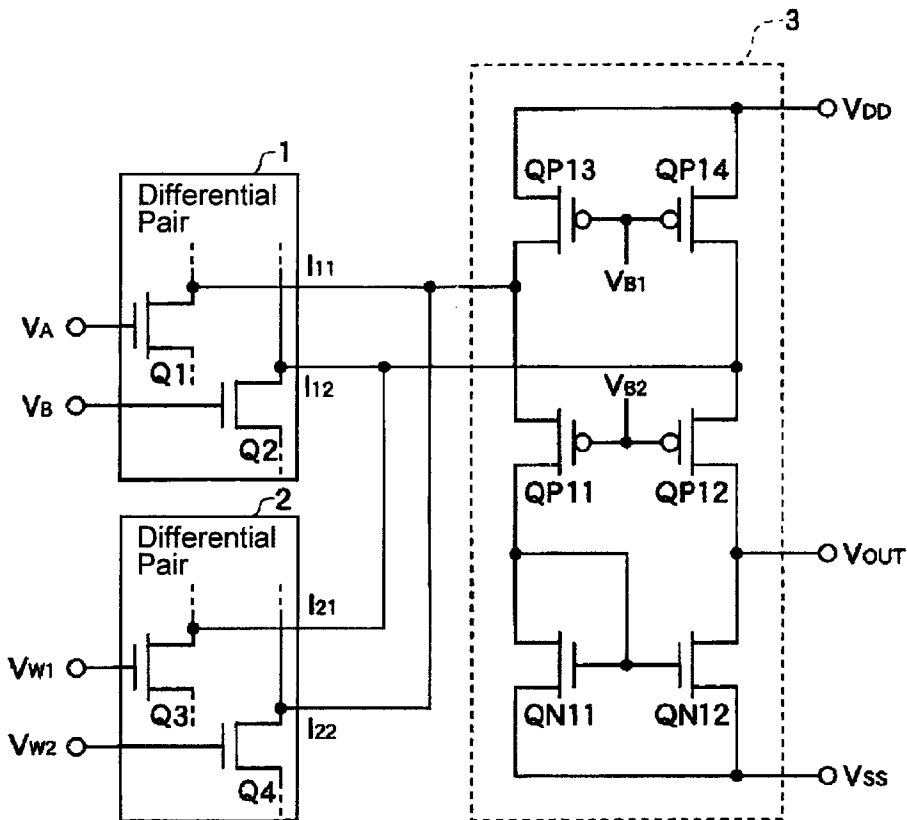 3
VDD
1
QP13
QP14
Differential
Pair
I11
VB1
VA
Q1
I12
VB2
VB
Q2
QP11
QP12
2
Differential
Pair
VOUT
I21
VW1
Q3
QN11
QN12
I22
VW2
Q4
VSS